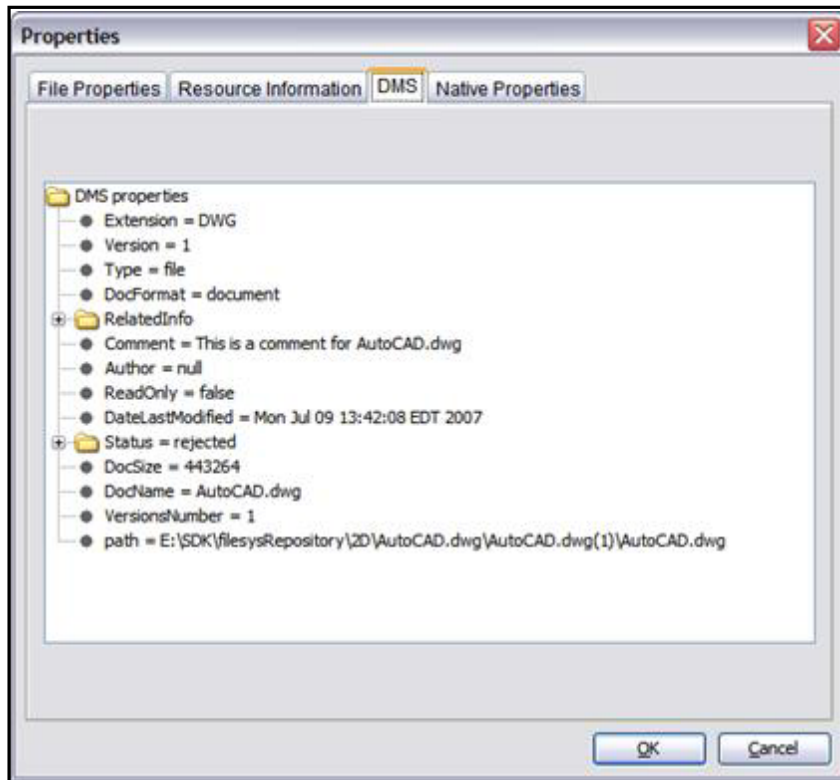 Properties
File Properties Resource Information DMS Native Properties
DMS properties
Extension = DWG
Version = 1
Type = file
DocFormat = document
RelatedInfo
Comment = This is a comment for AutoCAD.dwg
Author = null
ReadOnly = false
DateLastModified = Mon Jul 09 13:42:08 EDT 2007
Status = rejected
DocSize = 443264
DocName = AutoCAD.dwg
VersionsNumber = 1
path = E:\SDK\filesysRepository\2D\AutoCAD.dwg\AutoCAD.dwg(1)\AutoCAD.dwg
OK Cancel